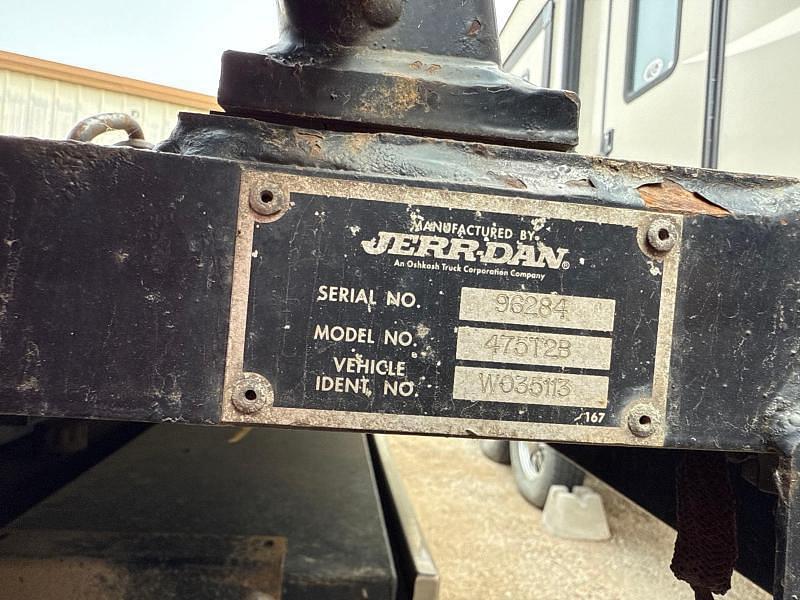 MANUFACTURED BY
JERR-DAN®
An Oshkosh Truck Corporation Company
SERIAL NO. 96284
MODEL NO. 475T2B
VEHICLE
IDENT. NO. W035113
167